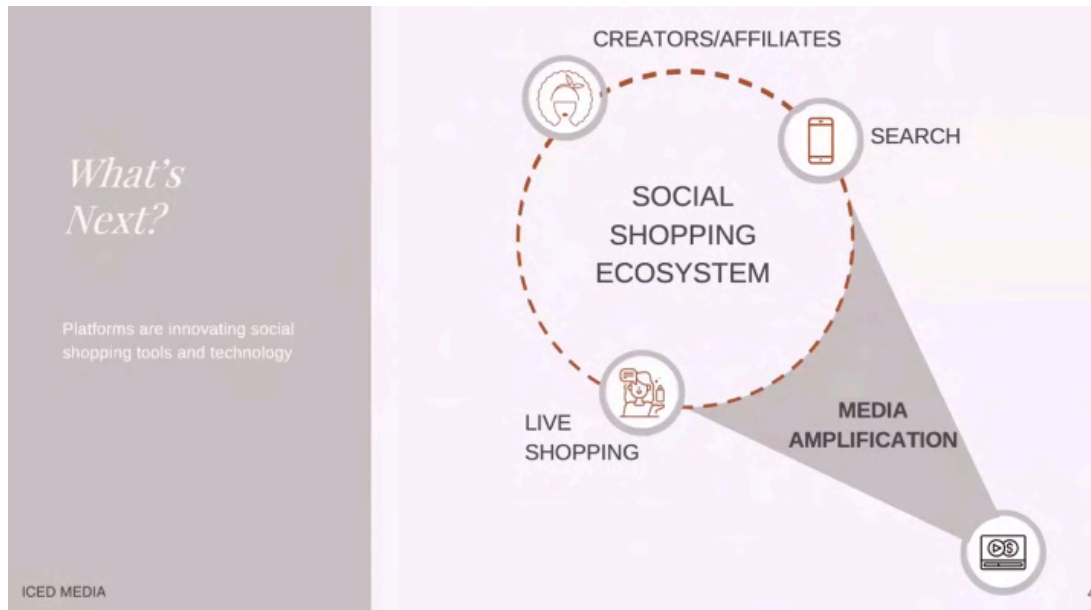 What's
Next?
Platforms are innovating social
shopping tools and technology
ICED MEDIA
CREATORS/AFFILIATES
SEARCH
SOCIAL
SHOPPING
ECOSYSTEM
LIVE
SHOPPING
MEDIA
AMPLIFICATION